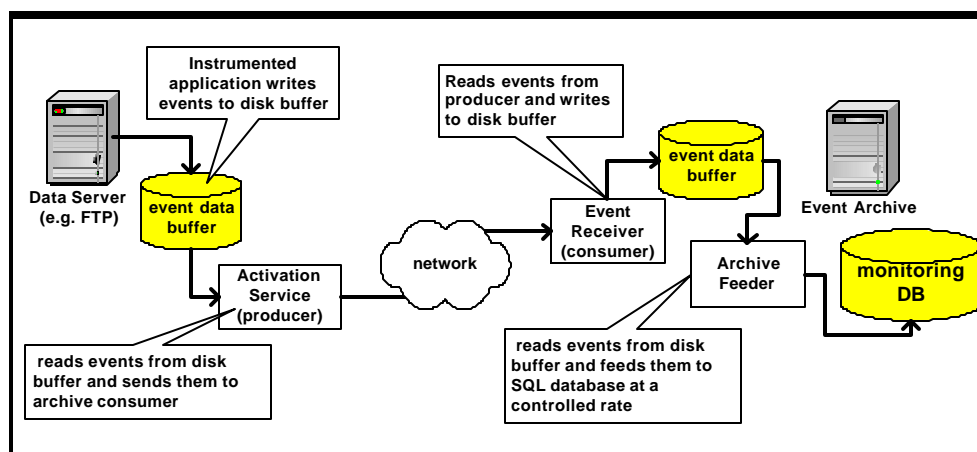 Instrumented
application writes
events to disk buffer
Data Server
(e.g. FTP)
event data
buffer
Activation
Service
(producer)
reads events from disk
buffer and sends them to
archive consumer
network
Reads events from
producer and writes
to disk buffer
Event
Receiver
(consumer)
event data
buffer
Event Archive
Archive
Feeder
monitoring
DB
reads events from disk
buffer and feeds them to
SQL database at a
controlled rate